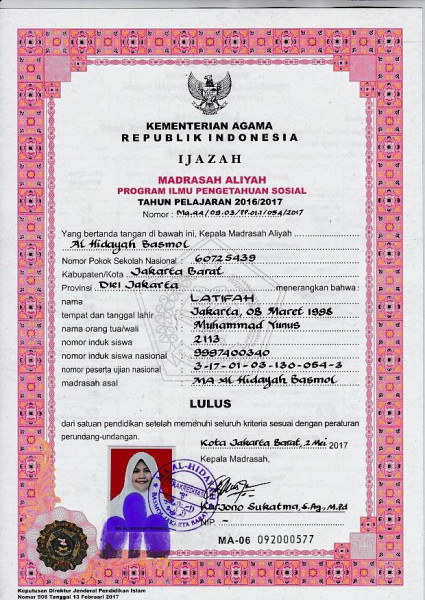 KEMENTERIAN AGAMA
REPUBLIK INDONESIA
IJAZAH
MADRASAH ALIYAH
PROGRAM ILMU PENGETAHUAN SOSIAL
TAHUN PELAJARAN 2016/2017
Nomor : Ma.44/09.03/PP.01.1/054/2017
Yang bertanda tangan di bawah ini, Kepala Madrasah Aliyah
Al Hidayah Basmol
Nomor Pokok Sekolah Nasional : 60725439
Kabupaten/Kota Jakarta Barat
Provinsi DKI Jakarta menerangkan bahwa :
nama LATIFAH
tempat dan tanggal lahir Jakarta, 08 Maret 1998
nama orang tua/wali Muhammad Yunus
nomor induk siswa 2113
nomor induk siswa nasional 9997400340
nomor peserta ujian nasional 3-17-01-03-130-054-3
madrasah asal MA Al Hidayah Basmol
LULUS
dari satuan pendidikan setelah memenuhi seluruh kriteria sesuai dengan peraturan
perundang-undangan.
Kota Jakarta Barat, 2 Mei 2017
Kepala Madrasah,
Karjono Sukatma, S.Ag., M.Pd
NIP. -
MA-06 092000577
Keputusan Direktur Jenderal Pendidikan Islam
Nomor 906 Tanggal 13 Februari 2017